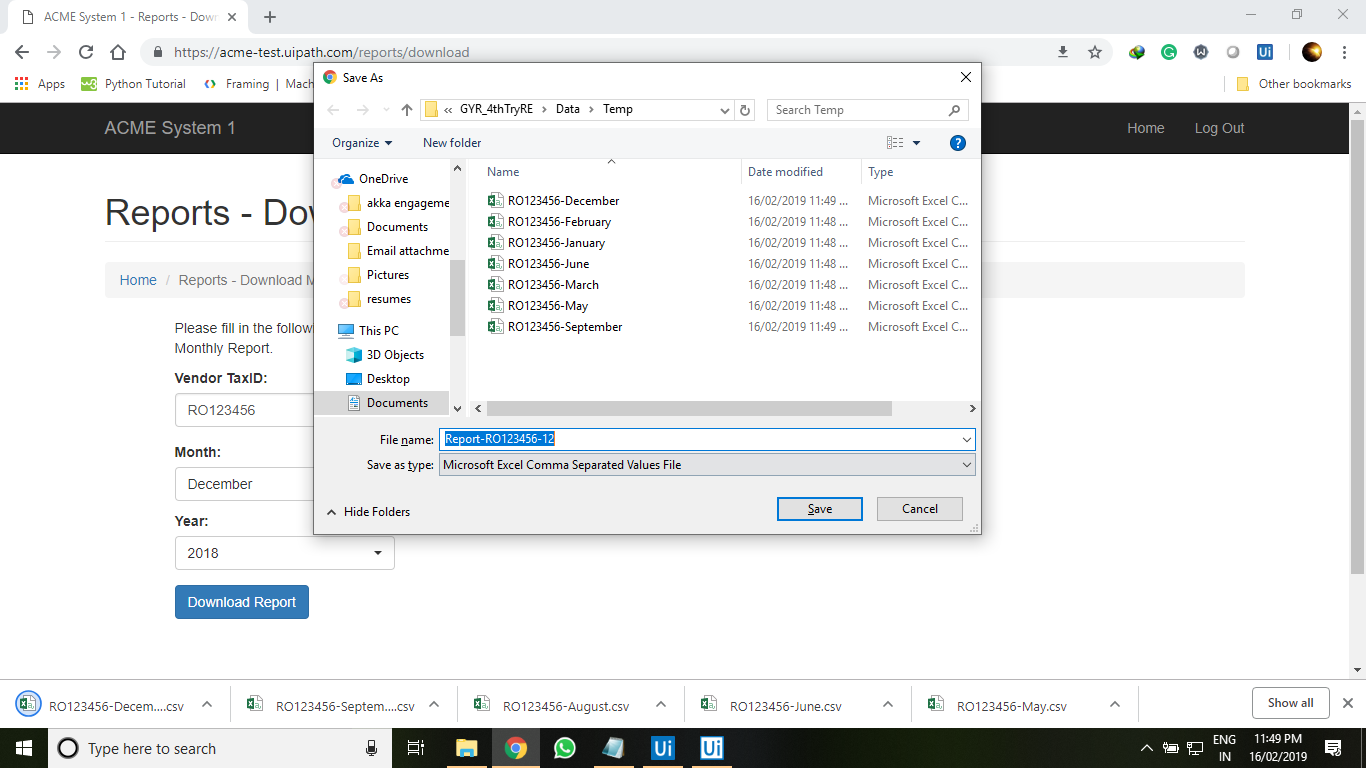 ACME System 1 - Reports - Dow
https://acme-test.uipath.com/reports/download
Apps
Python Tutorial
Framing | Mach
Other bookmarks
ACME System 1
Home
Log Out
Reports - Do
Home / Reports - Download M
Please fill in the follow
Monthly Report.
Vendor TaxID:
RO123456
Month:
December
Year:
2018
Download Report
Save As
« GYR_4thTryRE > Data > Temp
Search Temp
Organize
New folder
?
OneDrive
akka engageme
Documents
Email attachme
Pictures
resumes
This PC
3D Objects
Desktop
Documents
Name Date modified Type
RO123456-December 16/02/2019 11:49 ... Microsoft Excel C...
RO123456-February 16/02/2019 11:48 ... Microsoft Excel C...
RO123456-January 16/02/2019 11:48 ... Microsoft Excel C...
RO123456-June 16/02/2019 11:48 ... Microsoft Excel C...
RO123456-March 16/02/2019 11:48 ... Microsoft Excel C...
RO123456-May 16/02/2019 11:48 ... Microsoft Excel C...
RO123456-September 16/02/2019 11:49 ... Microsoft Excel C...
File name: Report-RO123456-12
Save as type: Microsoft Excel Comma Separated Values File
Hide Folders
Save
Cancel
RO123456-Decem....csv
RO123456-Septem....csv
RO123456-August.csv
RO123456-June.csv
RO123456-May.csv
Show all
Type here to search
Ui
Ui
ENG
IN
11:49 PM
16/02/2019